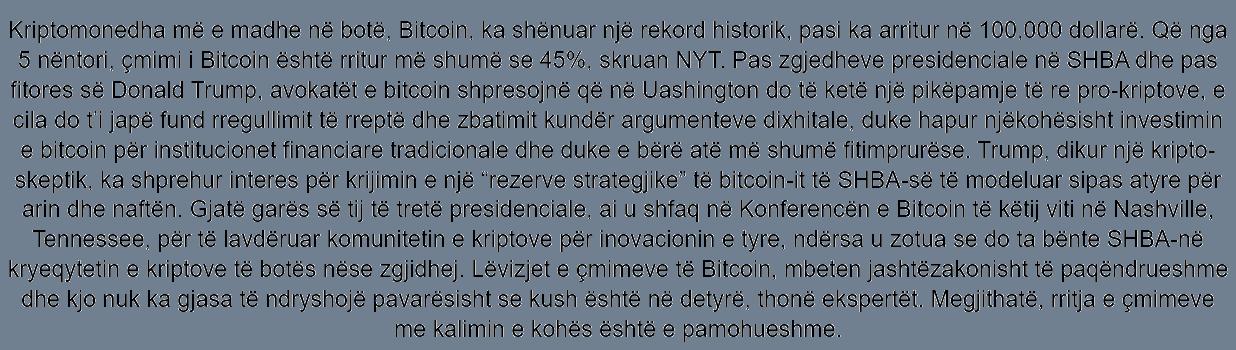 Kriptomonedha më e madhe në botë, Bitcoin, ka shënuar një rekord historik, pasi ka arritur në 100,000 dollarë. Që nga
5 nëntori, çmimi i Bitcoin është rritur më shumë se 45%, skruan NYT. Pas zgjedheve presidenciale në SHBA dhe pas
fitores së Donald Trump, avokatët e bitcoin shpresojnë që në Uashington do të ketë një pikëpamje të re pro-kriptove, e
cila do t'i japë fund rregullimit të rreptë dhe zbatimit kundër argumenteve dixhitale, duke hapur njëkohësisht investimin
e bitcoin për institucionet financiare tradicionale dhe duke e bërë atë më shumë fitimprurëse. Trump, dikur një kripto-
skeptik, ka shprehur interes për krijimin e një “rezerve strategjike” të bitcoin-it të SHBA-së të modeluar sipas atyre për
arin dhe naftën. Gjatë garës së tij të tretë presidenciale, ai u shfaq në Konferencën e Bitcoin të këtij viti në Nashville,
Tennessee, për të lavdëruar komunitetin e kriptove për inovacionin e tyre, ndërsa u zotua se do ta bënte SHBA-në
kryeqytetin e kriptove të botës nëse zgjidhej. Lëvizjet e çmimeve të Bitcoin, mbeten jashtëzakonisht të paqëndrueshme
dhe kjo nuk ka gjasa të ndryshojë pavarësisht se kush është në detyrë, thonë ekspertët. Megjithatë, rritja e çmimeve
me kalimin e kohës është e pamohueshme.